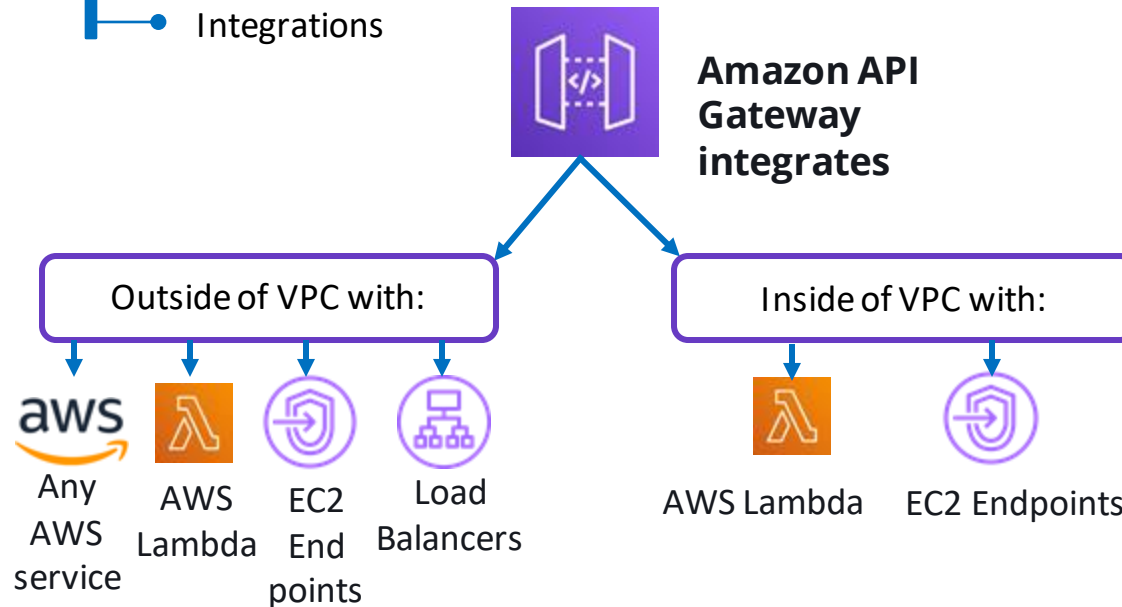 Integrations
</>
Amazon API
Gateway
integrates
Outside of VPC with:
Inside of VPC with:
aws
Any
AWS
service
AWS
Lambda
EC2
End
points
Load
Balancers
AWS Lambda
EC2 Endpoints